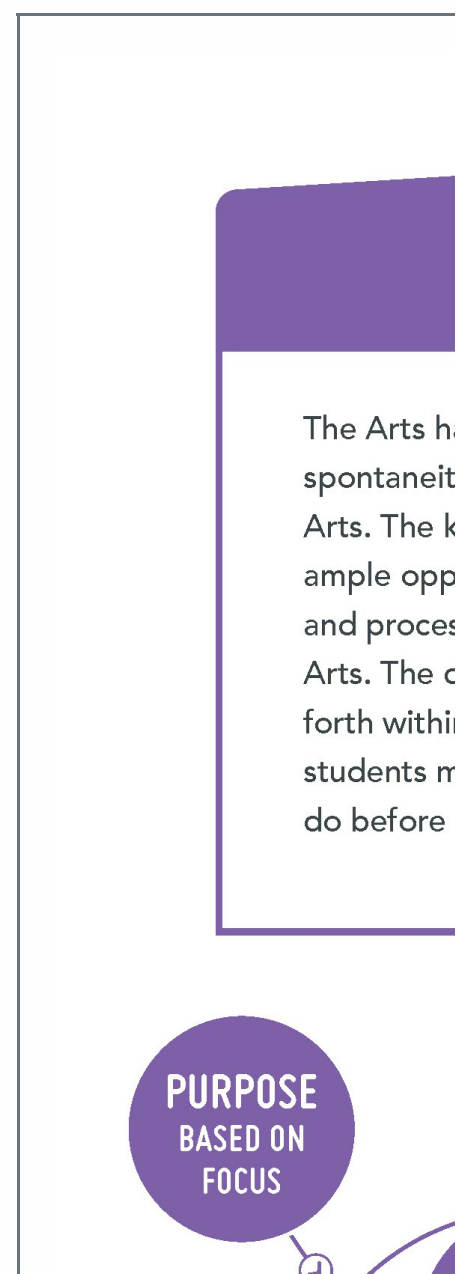 The Arts
spontaneit
Arts. The
ample opp
and proces
Arts. The
forth withi
students
do before
PURPOSE
BASED ON
FOCUS